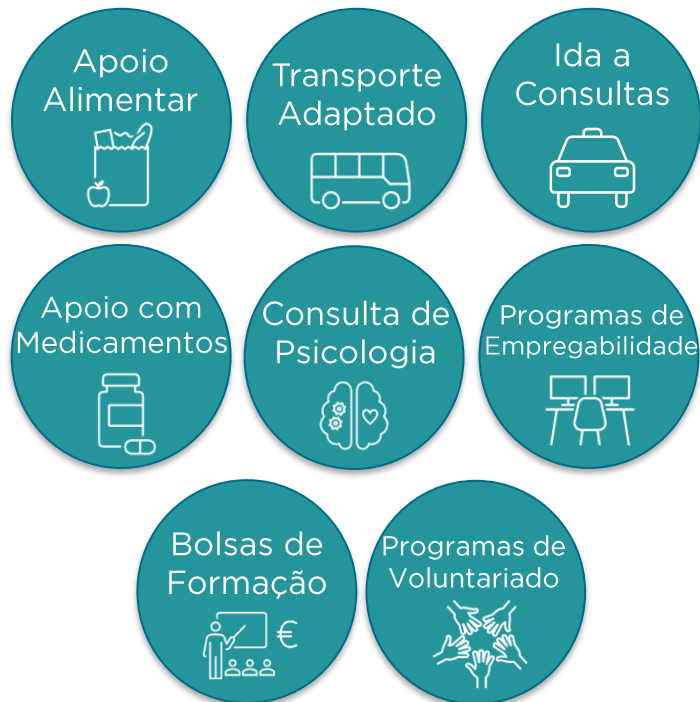 Apoio
Alimentar
Transporte
Adaptado
Ida a
Consultas
Apoio com
Medicamentos
Consulta de
Psicologia
Programas de
Empregabilidade
Bolsas de
Formação
€
Programas de
Voluntariado